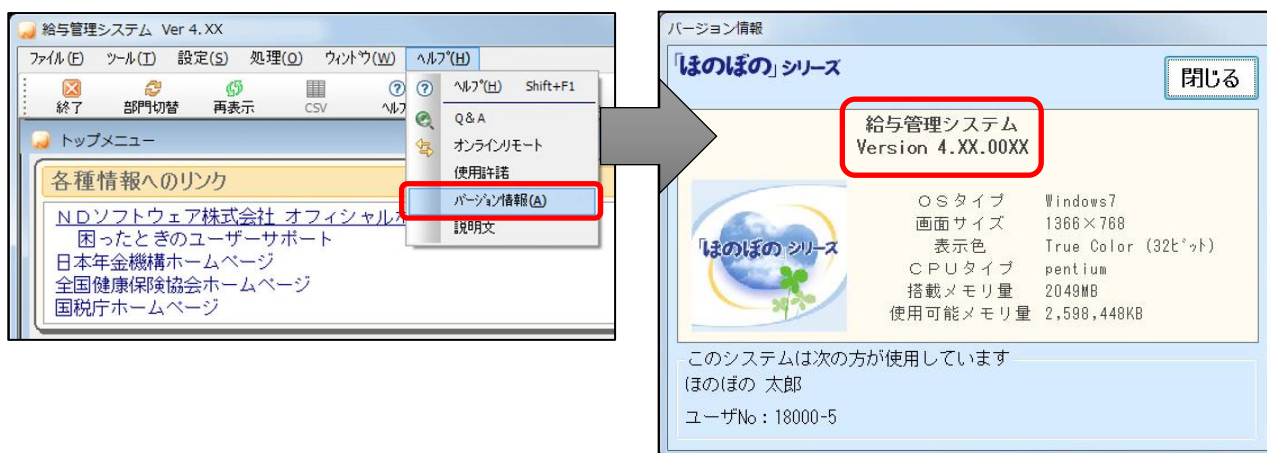 給与管理システム Ver 4.XX
ファイル(F) ツール(T) 設定(S) 処理(O) ウィンドウ(W) ヘルプ(H)
終了 部門切替 再表示 CSV ヘルプ
ヘルプ(H) Shift+F1
Q&A
オンラインリモート
使用許諾
バージョン情報(A)
説明文
トップメニュー
各種情報へのリンク
NDソフトウェア株式会社 オフィシャル
困ったときのユーザーサポート
日本年金機構ホームページ
全国健康保険協会ホームページ
国税庁ホームページ
バージョン情報
「ほのぼの」シリーズ
閉じる
給与管理システム
Version 4.XX.00XX
「ほのぼの」シリーズ
OSタイプ Windows7
画面サイズ 1366×768
表示色 True Color (32ビット)
CPUタイプ pentium
搭載メモリ量 2049MB
使用可能メモリ量 2,598,448KB
このシステムは次の方が使用しています
ほのぼの 太郎
ユーザNo:18000-5